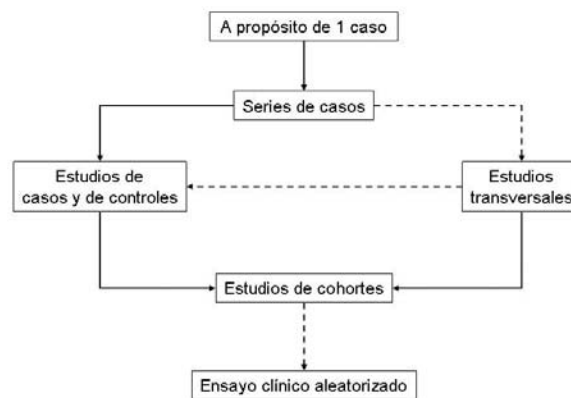 A propósito de 1 caso
Series de casos
Estudios de
casos y de controles
Estudios
transversales
Estudios de cohortes
Ensayo clínico aleatorizado